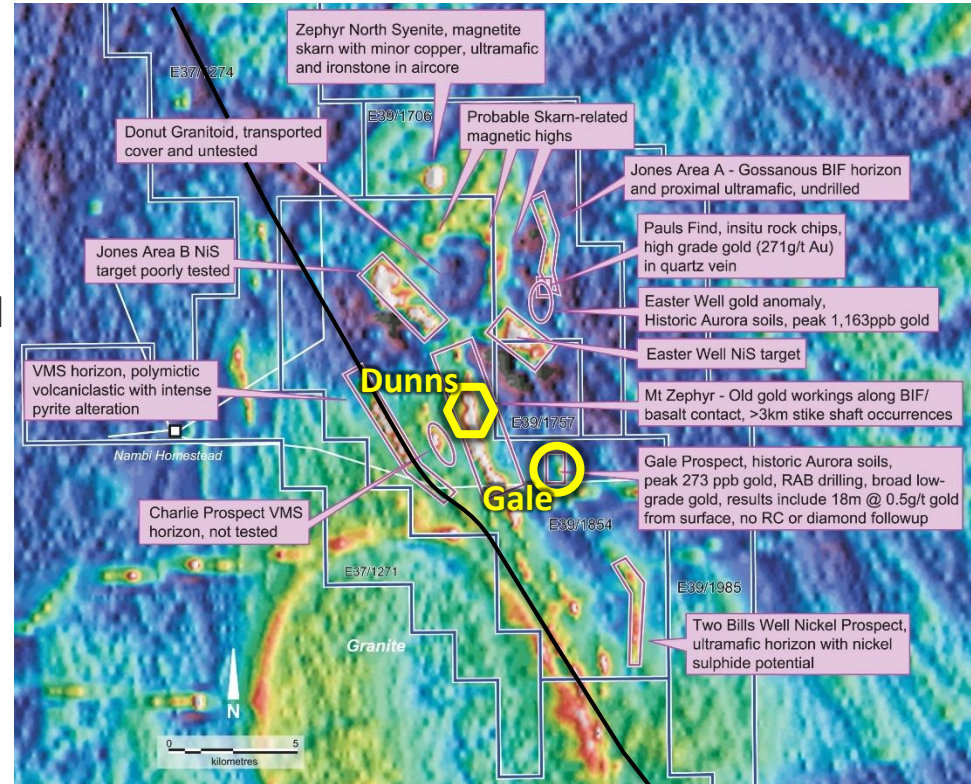 Zephyr North Syenite, magnetite
skarn with minor copper, ultramafic
and ironstone in aircore
E37/1274
E39/1706
Donut Granitoid, transported
cover and untested
Probable Skarn-related
magnetic highs
Jones Area A - Gossanous BIF horizon
and proximal ultramafic, undrilled
Pauls Find, insitu rock chips,
high grade gold (271g/t Au)
in quartz vein
Jones Area B NiS
target poorly tested
Easter Well gold anomaly,
Historic Aurora soils, peak 1,163ppb gold
Easter Well NiS target
VMS horizon, polymictic
volcaniclastic with intense
pyrite alteration
Dunns
Mt Zephyr - Old gold workings along BIF/
basalt contact, >3km stike shaft occurrences
E39/1757
Nambi Homestead
Gale Prospect, historic Aurora soils,
peak 273 ppb gold, RAB drilling, broad low-
grade gold, results include 18m @ 0.5g/t gold
from surface, no RC or diamond followup
Gale
Charlie Prospect VMS
horizon, not tested
E39/1854
E37/1271
E39/1985
Granite
Two Bills Well Nickel Prospect,
ultramafic horizon with nickel
sulphide potential
N
0 5
kilometres